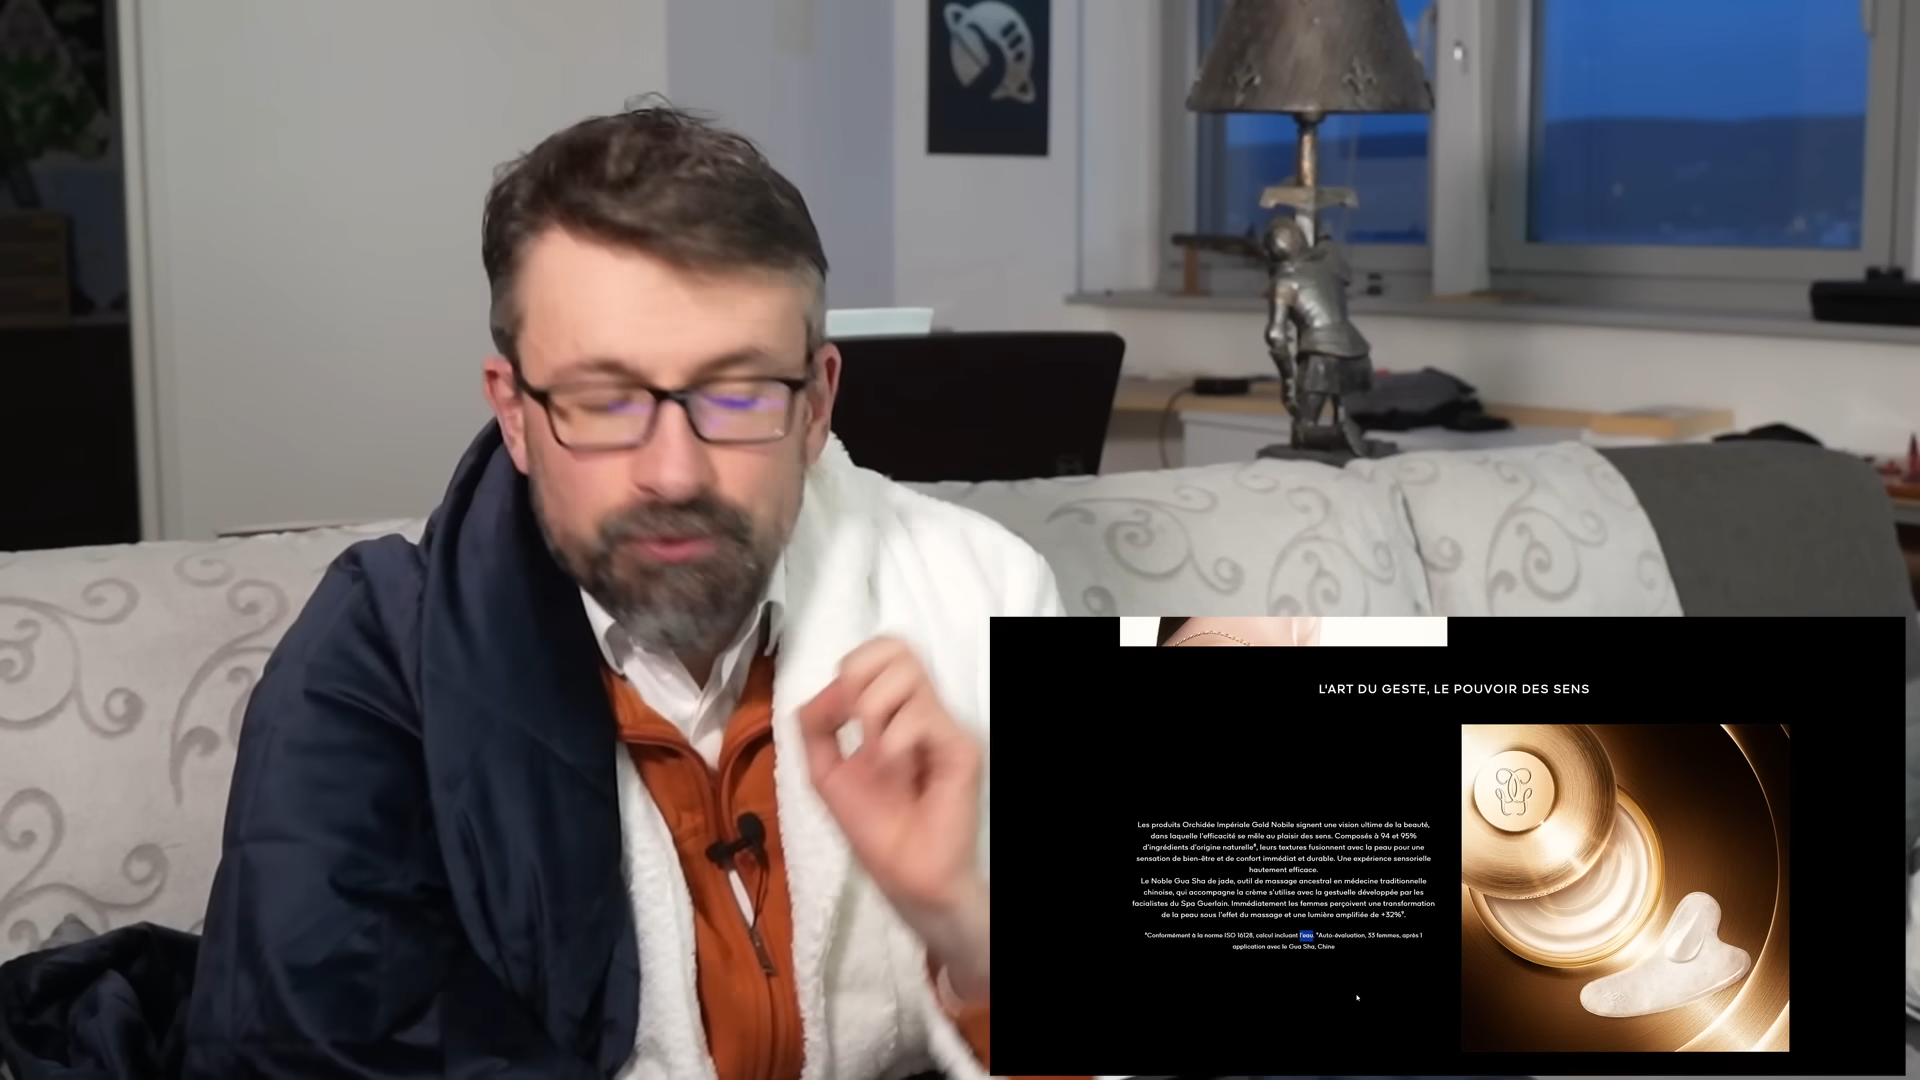 L'ART DU GESTE, LE POUVOIR DES SENS
Les produits Orchidée Impériale Gold Nobile signent une vision ultime de la beauté,
dans laquelle l'efficacité se mêle au plaisir des sens. Composés à 94 et 95%
d'ingrédients d'origine naturelle⁸, leurs textures fusionnent avec la peau pour une
sensation de bien-être et de confort immédiat et durable. Une expérience sensorielle
hautement efficace.
Le Noble Gua Sha de jade, outil de massage ancestral en médecine traditionnelle
chinoise, qui accompagne la crème s'utilise avec la gestuelle développée par les
facialistes du Spa Guerlain. Immédiatement les femmes perçoivent une transformation
de la peau sous l'effet du massage et une lumière amplifiée de +32%⁹.
⁸Conformément à la norme ISO 16128, calcul incluant l'eau. ⁹Auto-évaluation, 33 femmes, après 1
application avec le Gua Sha, Chine